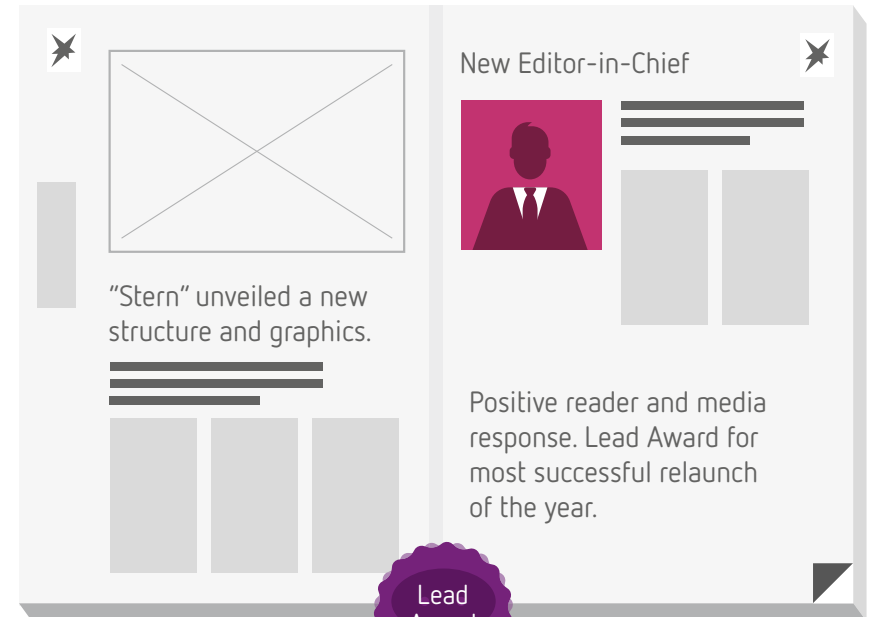 “Stern” unveiled a new
structure and graphics.
New Editor-in-Chief
Positive reader and media
response. Lead Award for
most successful relaunch
of the year.
Lead